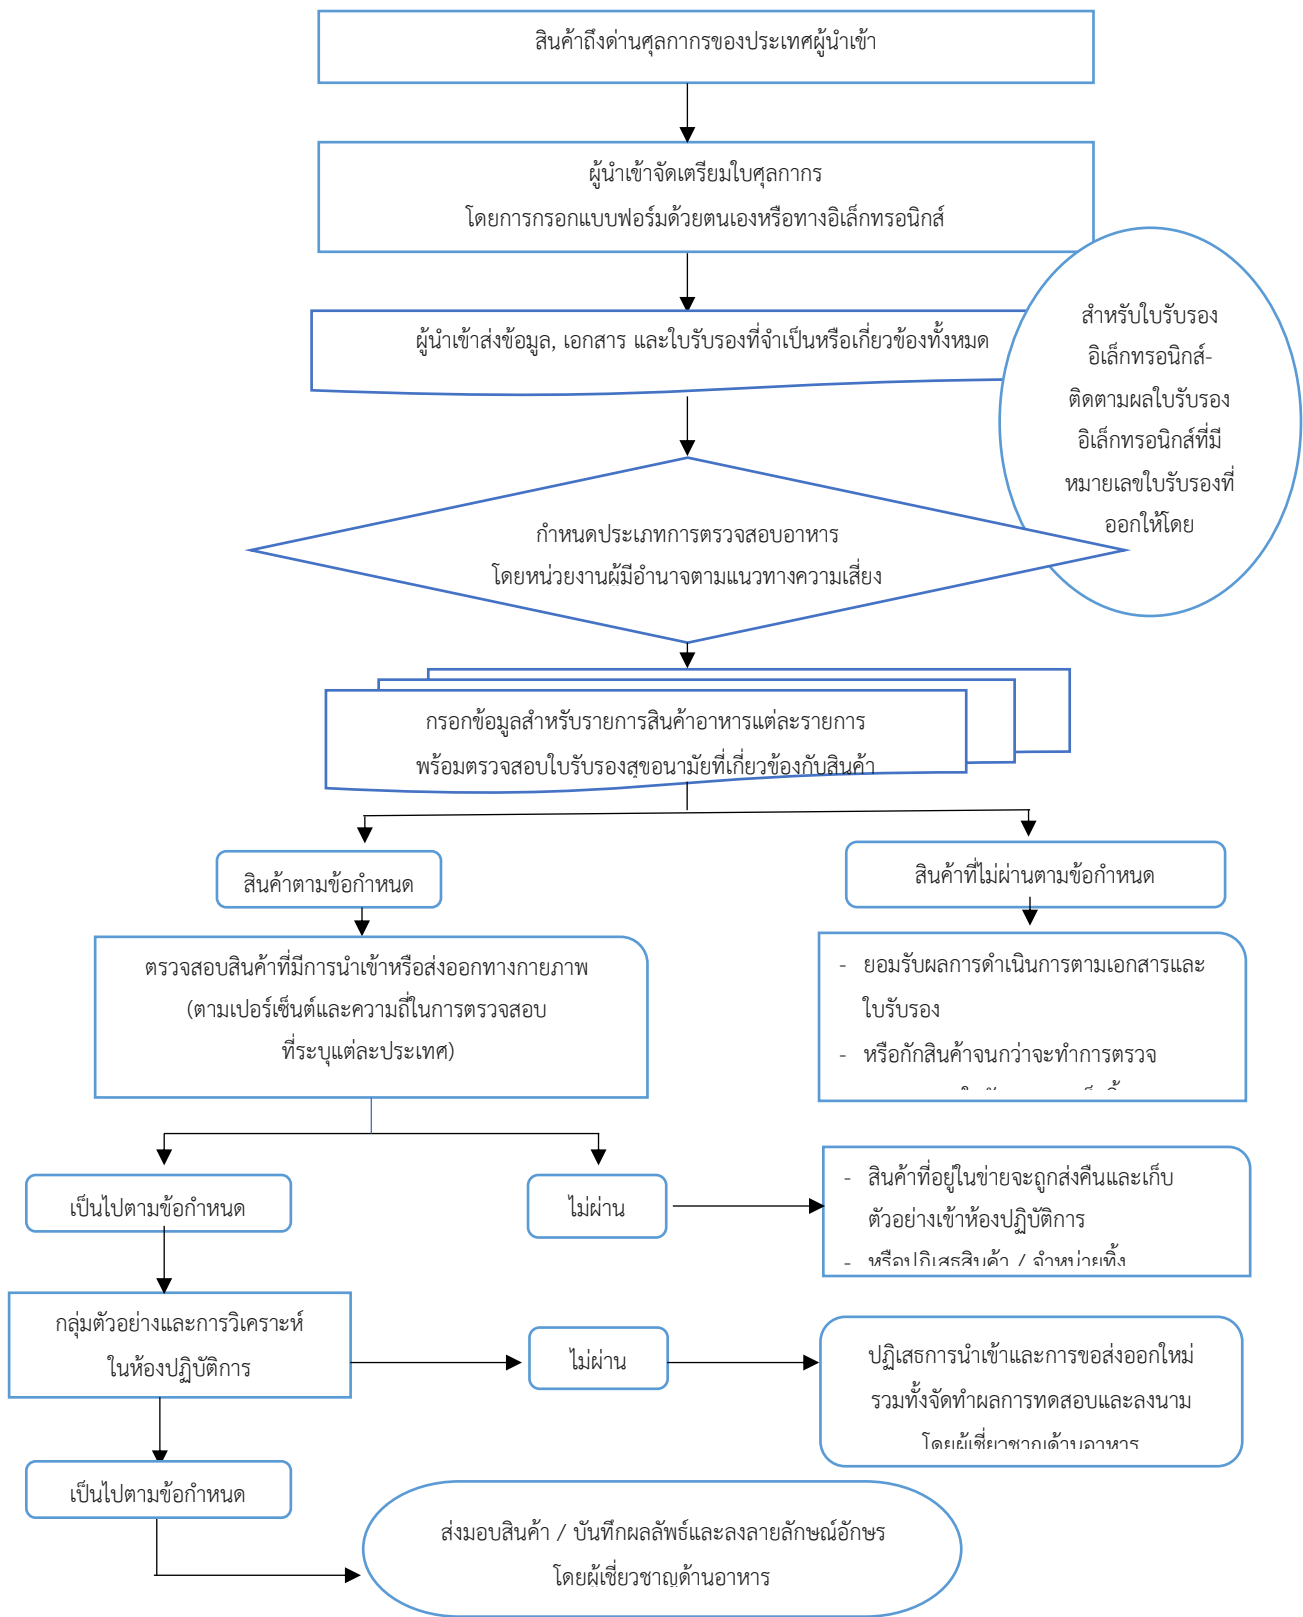 สินค้าถึงด่านศุลกากรของประเทศผู้นำเข้า
ผู้นำเข้าจัดเตรียมใบศุลกากร
โดยการกรอกแบบฟอร์มด้วยตนเองหรือทางอิเล็กทรอนิกส์
ผู้นำเข้าส่งข้อมูล, เอกสาร และใบรับรองที่จำเป็นหรือเกี่ยวข้องทั้งหมด
สำหรับใบรับรอง
อิเล็กทรอนิกส์-
ติดตามผลใบรับรอง
อิเล็กทรอนิกส์ที่มี
หมายเลขใบรับรองที่
ออกให้โดย
กำหนดประเภทการตรวจสอบอาหาร
โดยหน่วยงานผู้มีอำนาจตามแนวทางความเสี่ยง
กรอกข้อมูลสำหรับรายการสินค้าอาหารแต่ละรายการ
พร้อมตรวจสอบใบรับรองสุขอนามัยที่เกี่ยวข้องกับสินค้า
สินค้าตามข้อกำหนด
สินค้าที่ไม่ผ่านตามข้อกำหนด
ตรวจสอบสินค้าที่มีการนำเข้าหรือส่งออกทางกายภาพ
(ตามเปอร์เซ็นต์และความถี่ในการตรวจสอบ
ที่ระบุแต่ละประเทศ)
- ยอมรับผลการดำเนินการตามเอกสารและ
ใบรับรอง
- หรือกักสินค้าจนกว่าจะทำการตรวจ
เป็นไปตามข้อกำหนด
ไม่ผ่าน
- สินค้าที่อยู่ในข่ายจะถูกส่งคืนและเก็บ
ตัวอย่างเข้าห้องปฏิบัติการ
- หรือปฏิเสธสินค้า / จำหน่ายทิ้ง
กลุ่มตัวอย่างและการวิเคราะห์
ในห้องปฏิบัติการ
ไม่ผ่าน
ปฏิเสธการนำเข้าและการขอส่งออกใหม่
รวมทั้งจัดทำผลการทดสอบและลงนาม
โดยผู้เชี่ยวชาญด้านอาหาร
เป็นไปตามข้อกำหนด
ส่งมอบสินค้า / บันทึกผลลัพธ์และลงลายลักษณ์อักษร
โดยผู้เชี่ยวชาญด้านอาหาร